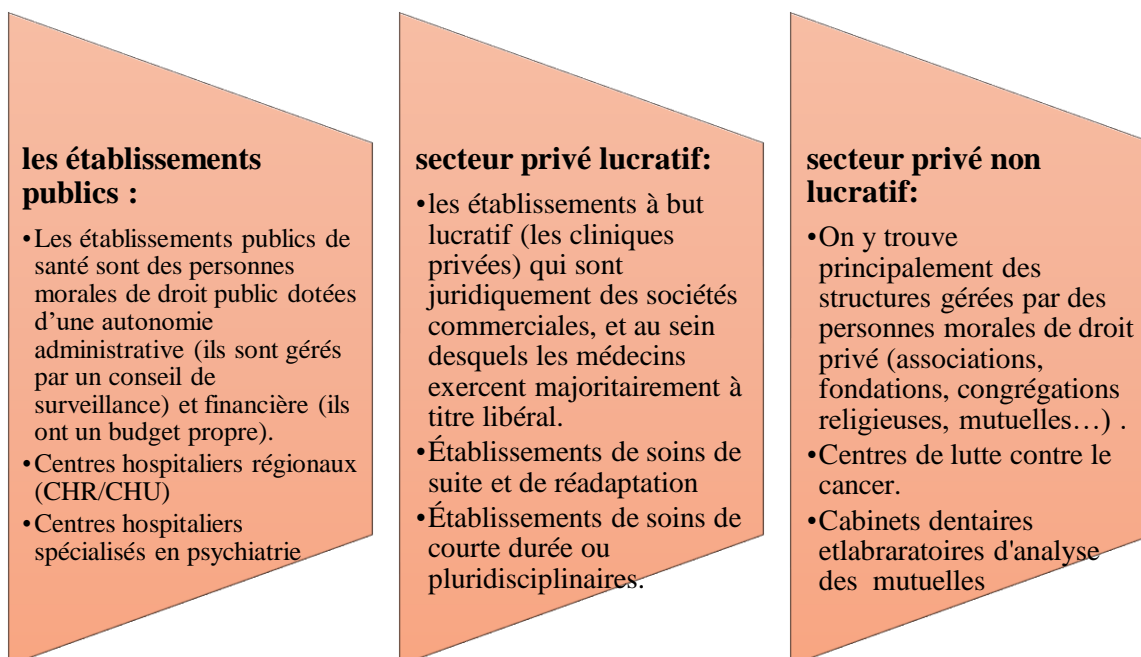 les établissements
publics :
•Les établissements publics de
santé sont des personnes
morales de droit public dotées
d’une autonomie
administrative (ils sont gérés
par un conseil de
surveillance) et financière (ils
ont un budget propre).
•Centres hospitaliers régionaux
(CHR/CHU)
•Centres hospitaliers
spécialisés en psychiatrie
secteur privé lucratif:
•les établissements à but
lucratif (les cliniques
privées) qui sont
juridiquement des sociétés
commerciales, et au sein
desquels les médecins
exercent majoritairement à
titre libéral.
•Établissements de soins de
suite et de réadaptation
•Établissements de soins de
courte durée ou
pluridisciplinaires.
secteur privé non
lucratif:
•On y trouve
principalement des
structures gérées par des
personnes morales de droit
privé (associations,
fondations, congrégations
religieuses, mutuelles…) .
•Centres de lutte contre le
cancer.
•Cabinets dentaires
etlabraratoires d'analyse
des mutuelles